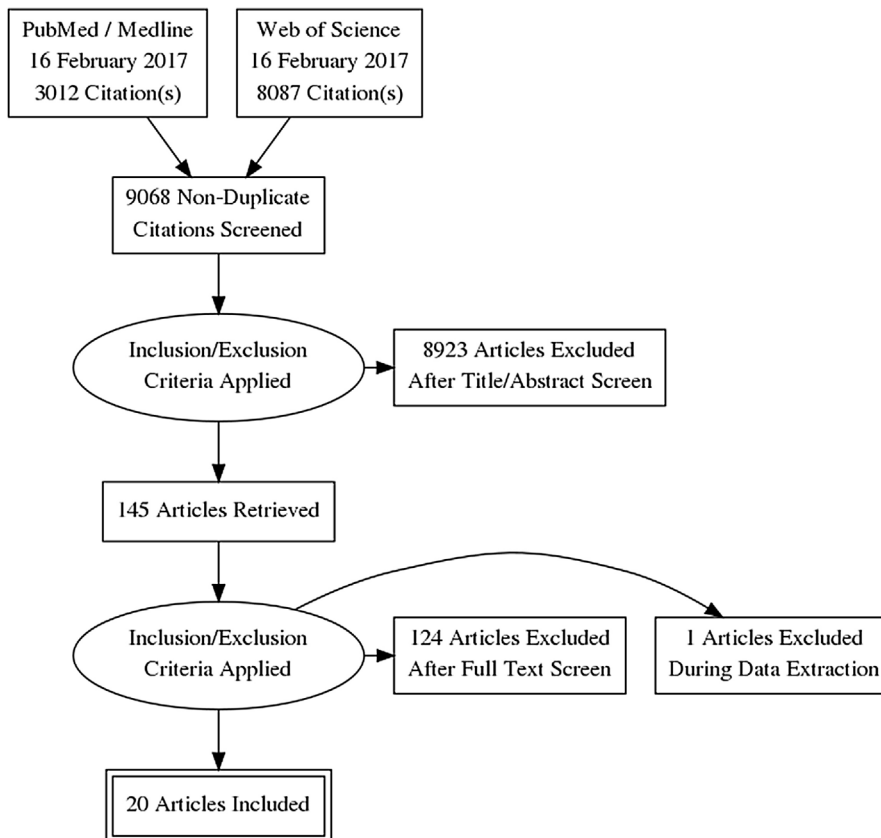 PubMed / Medline
16 February 2017
3012 Citation(s)
Web of Science
16 February 2017
8087 Citation(s)
9068 Non-Duplicate
Citations Screened
Inclusion/Exclusion
Criteria Applied
8923 Articles Excluded
After Title/Abstract Screen
145 Articles Retrieved
Inclusion/Exclusion
Criteria Applied
124 Articles Excluded
After Full Text Screen
1 Articles Excluded
During Data Extraction
20 Articles Included